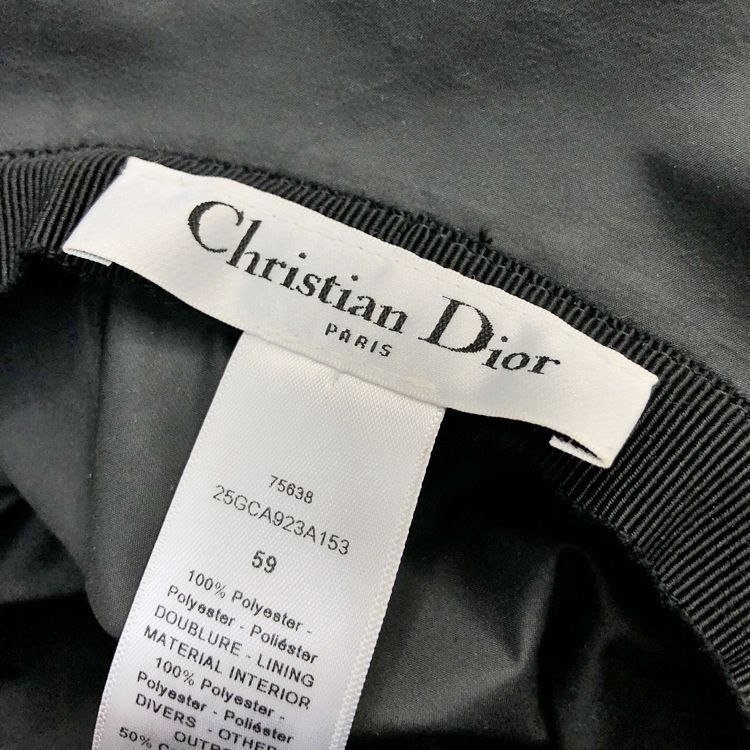 Christian Dior
PARIS
75638
25GCA923A153
59
100% Polyester -
Polyester - Poliéster
DOUBLURE - LINING
MATERIAL INTERIOR
100% Polyester -
Polyester - Poliéster
DIVERS - OTHER
50%